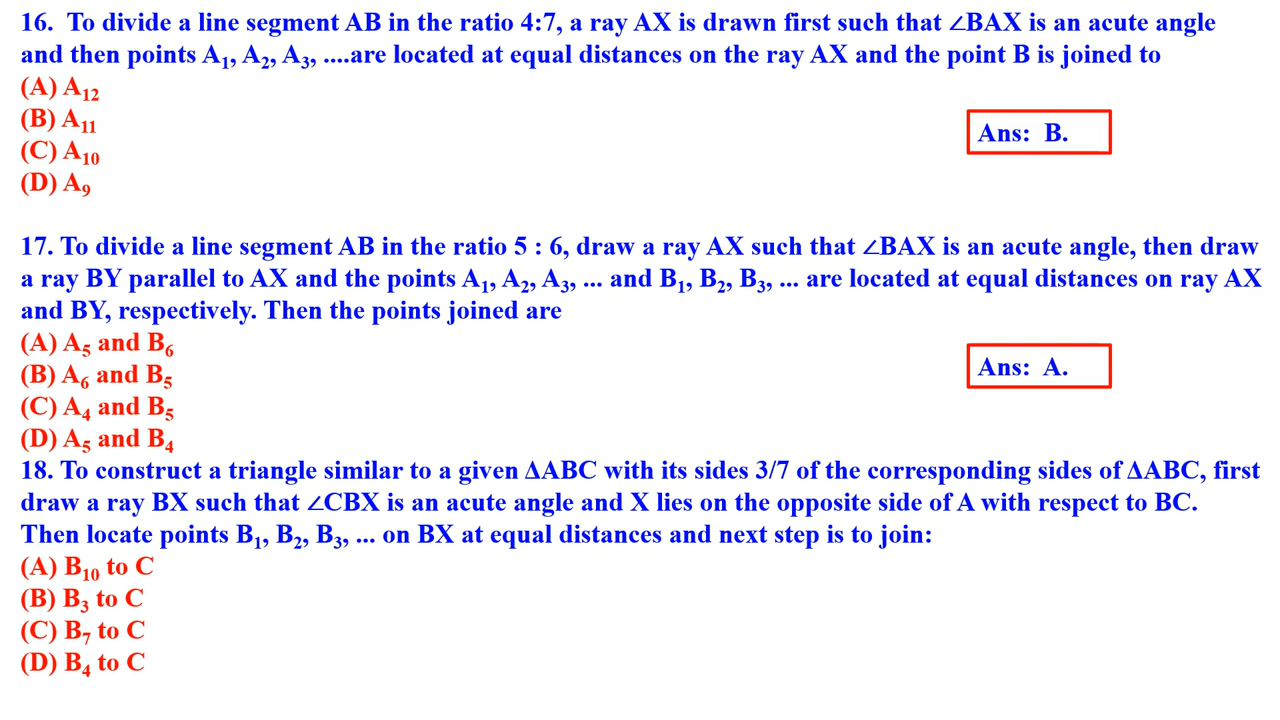 16. To divide a line segment AB in the ratio 4:7, a ray AX is drawn first such that ∠BAX is an acute angle
and then points A₁, A₂, A₃, ....are located at equal distances on the ray AX and the point B is joined to
(A) A₁₂
(B) A₁₁
(C) A₁₀
(D) A₉
Ans: B.
17. To divide a line segment AB in the ratio 5 : 6, draw a ray AX such that ∠BAX is an acute angle, then draw
a ray BY parallel to AX and the points A₁, A₂, A₃, ... and B₁, B₂, B₃, ... are located at equal distances on ray AX
and BY, respectively. Then the points joined are
(A) A₅ and B₆
(B) A₆ and B₅
(C) A₄ and B₅
(D) A₅ and B₄
Ans: A.
18. To construct a triangle similar to a given ΔABC with its sides 3/7 of the corresponding sides of ΔABC, first
draw a ray BX such that ∠CBX is an acute angle and X lies on the opposite side of A with respect to BC.
Then locate points B₁, B₂, B₃, ... on BX at equal distances and next step is to join:
(A) B₁₀ to C
(B) B₃ to C
(C) B₇ to C
(D) B₄ to C